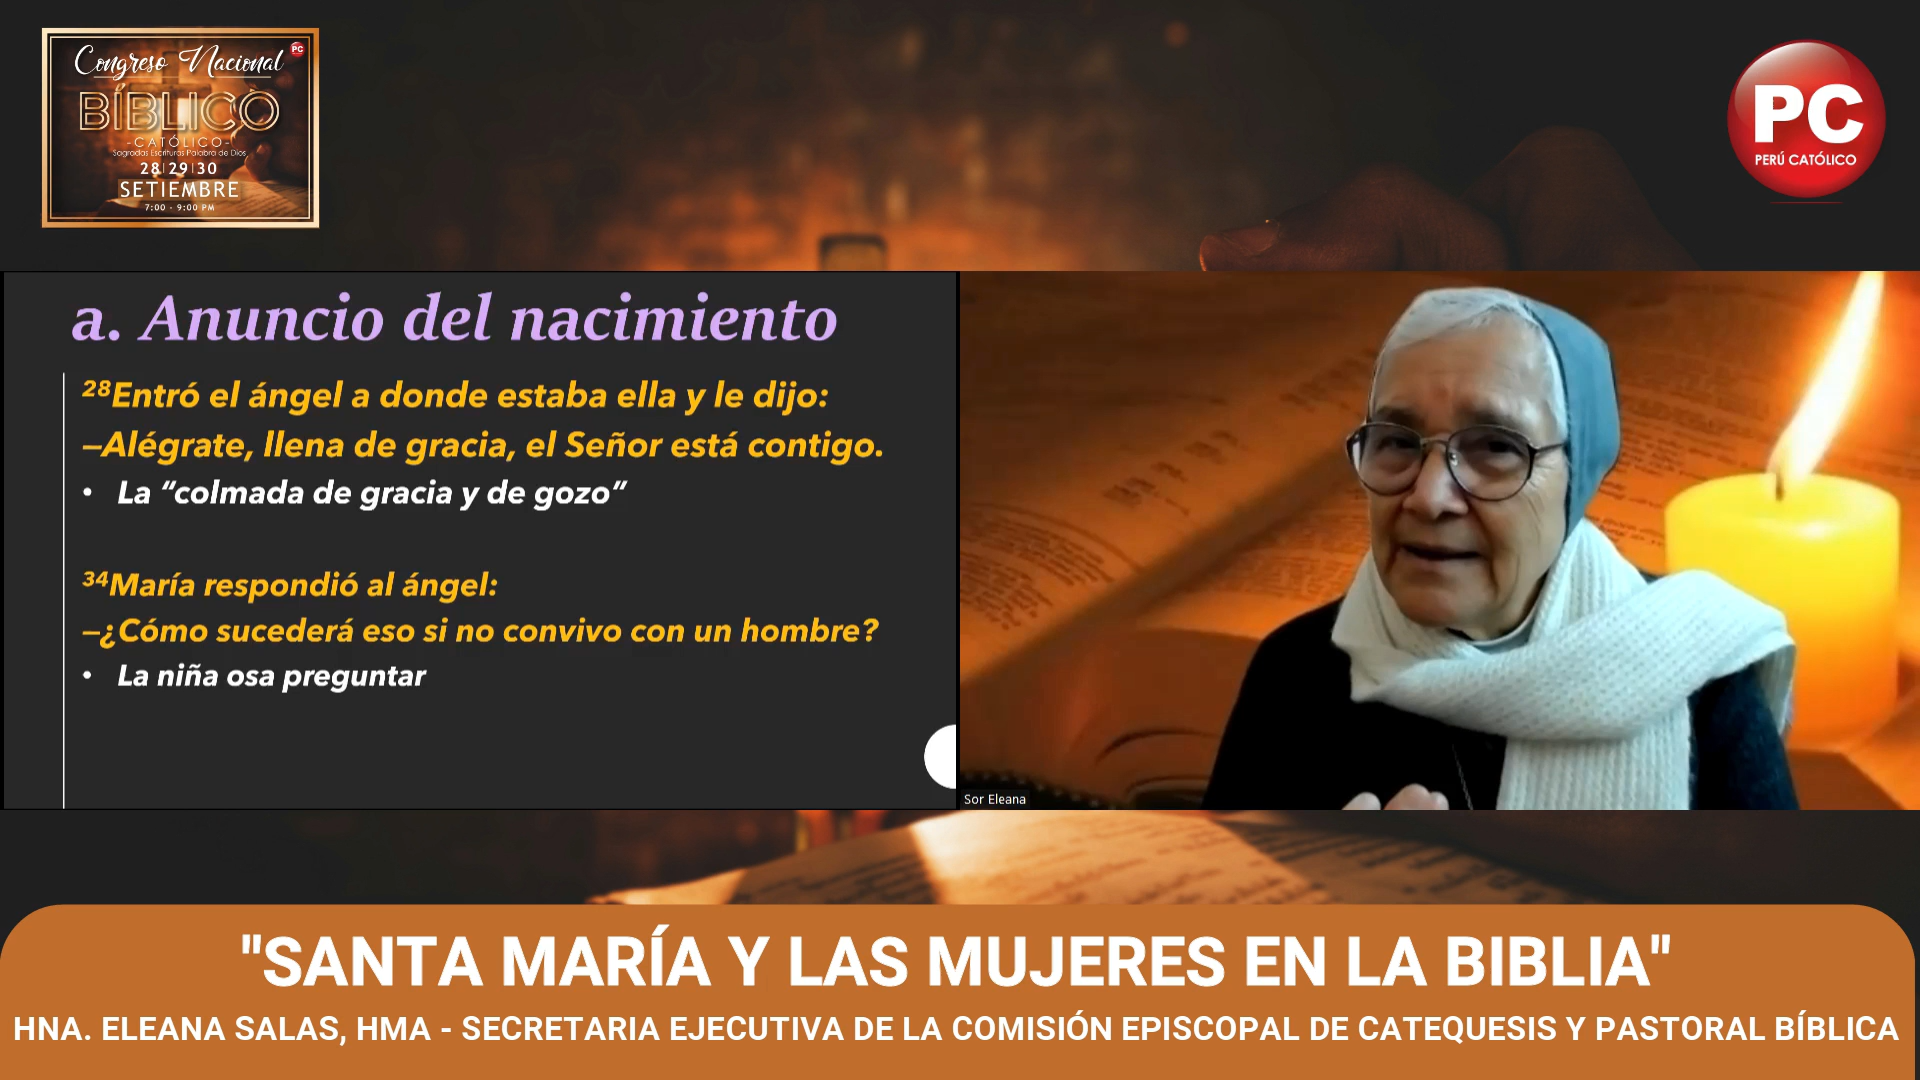 Congreso Nacional
PC
BÍBLICO
-CATÓLICO-
Sagradas Escrituras Palabra de Dios
28|29|30
SETIEMBRE
7:00 - 9:00 PM
PC
PERÚ CATÓLICO
a. Anuncio del nacimiento
²⁸Entró el ángel a donde estaba ella y le dijo:
–Alégrate, llena de gracia, el Señor está contigo.
• La “colmada de gracia y de gozo”
³⁴María respondió al ángel:
–¿Cómo sucederá eso si no convivo con un hombre?
• La niña osa preguntar
Sor Eleana
"SANTA MARÍA Y LAS MUJERES EN LA BIBLIA"
HNA. ELEANA SALAS, HMA - SECRETARIA EJECUTIVA DE LA COMISIÓN EPISCOPAL DE CATEQUESIS Y PASTORAL BÍBLICA